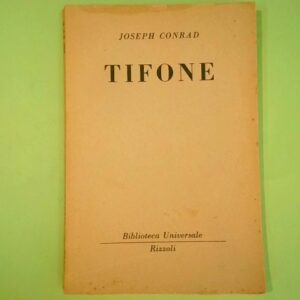 JOSEPH CONRAD
TIFONE
Biblioteca Universale
Rizzoli